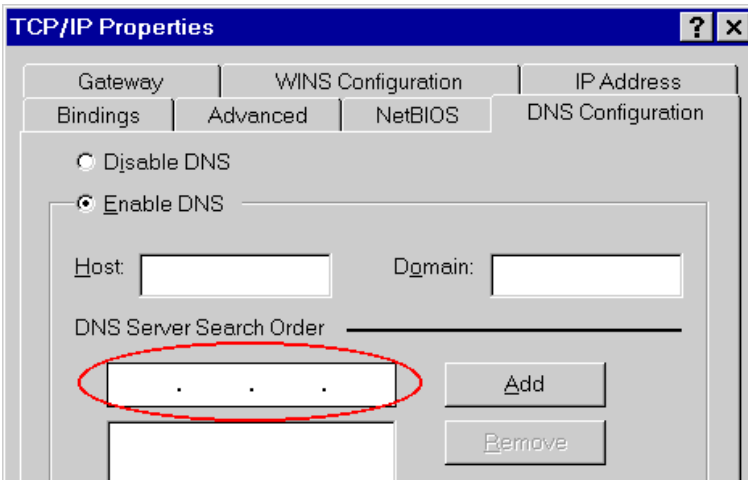 TCP/IP Properties ? ×
Gateway WINS Configuration IP Address
Bindings Advanced NetBIOS DNS Configuration
Disable DNS
Enable DNS
Host: Domain:
DNS Server Search Order
. . . Add
Remove